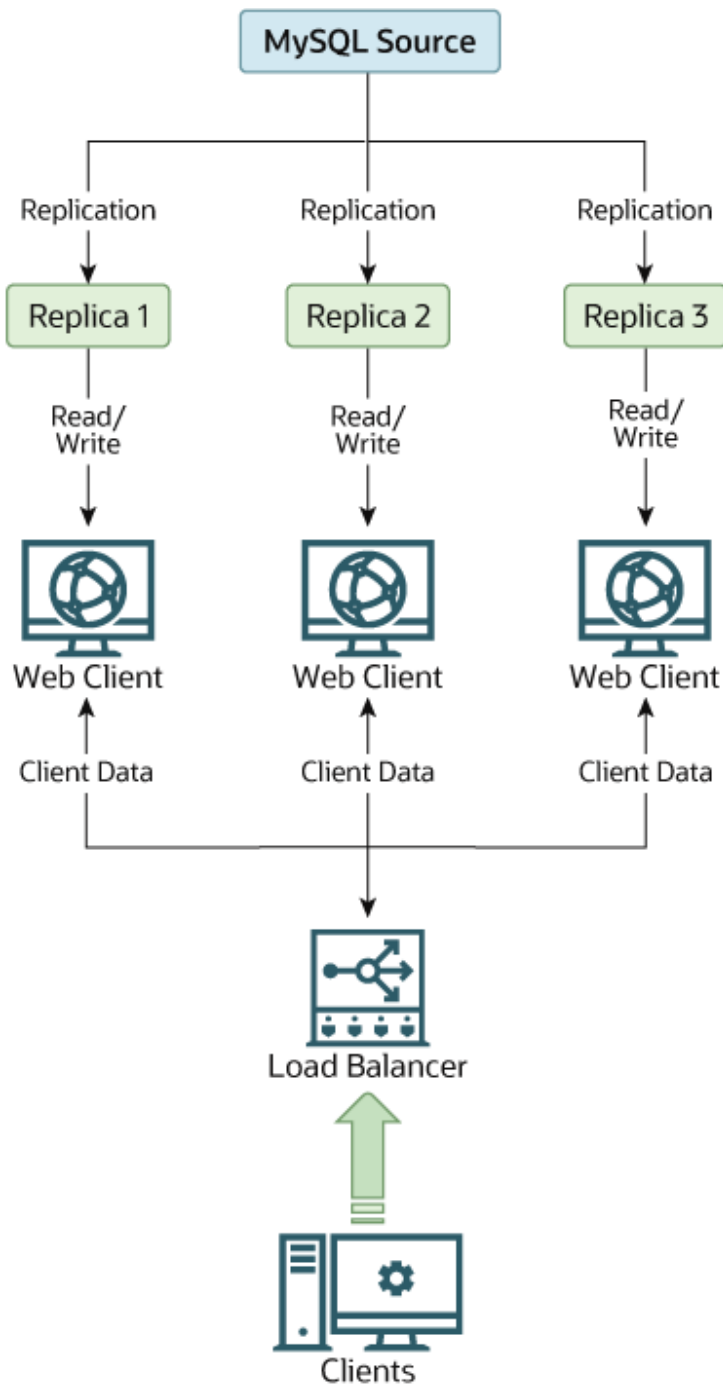 MySQL Source
Replication
Replication
Replication
Replica 1
Replica 2
Replica 3
Read/
Write
Read/
Write
Read/
Write
Web Client
Web Client
Web Client
Client Data
Client Data
Client Data
Load Balancer
Clients